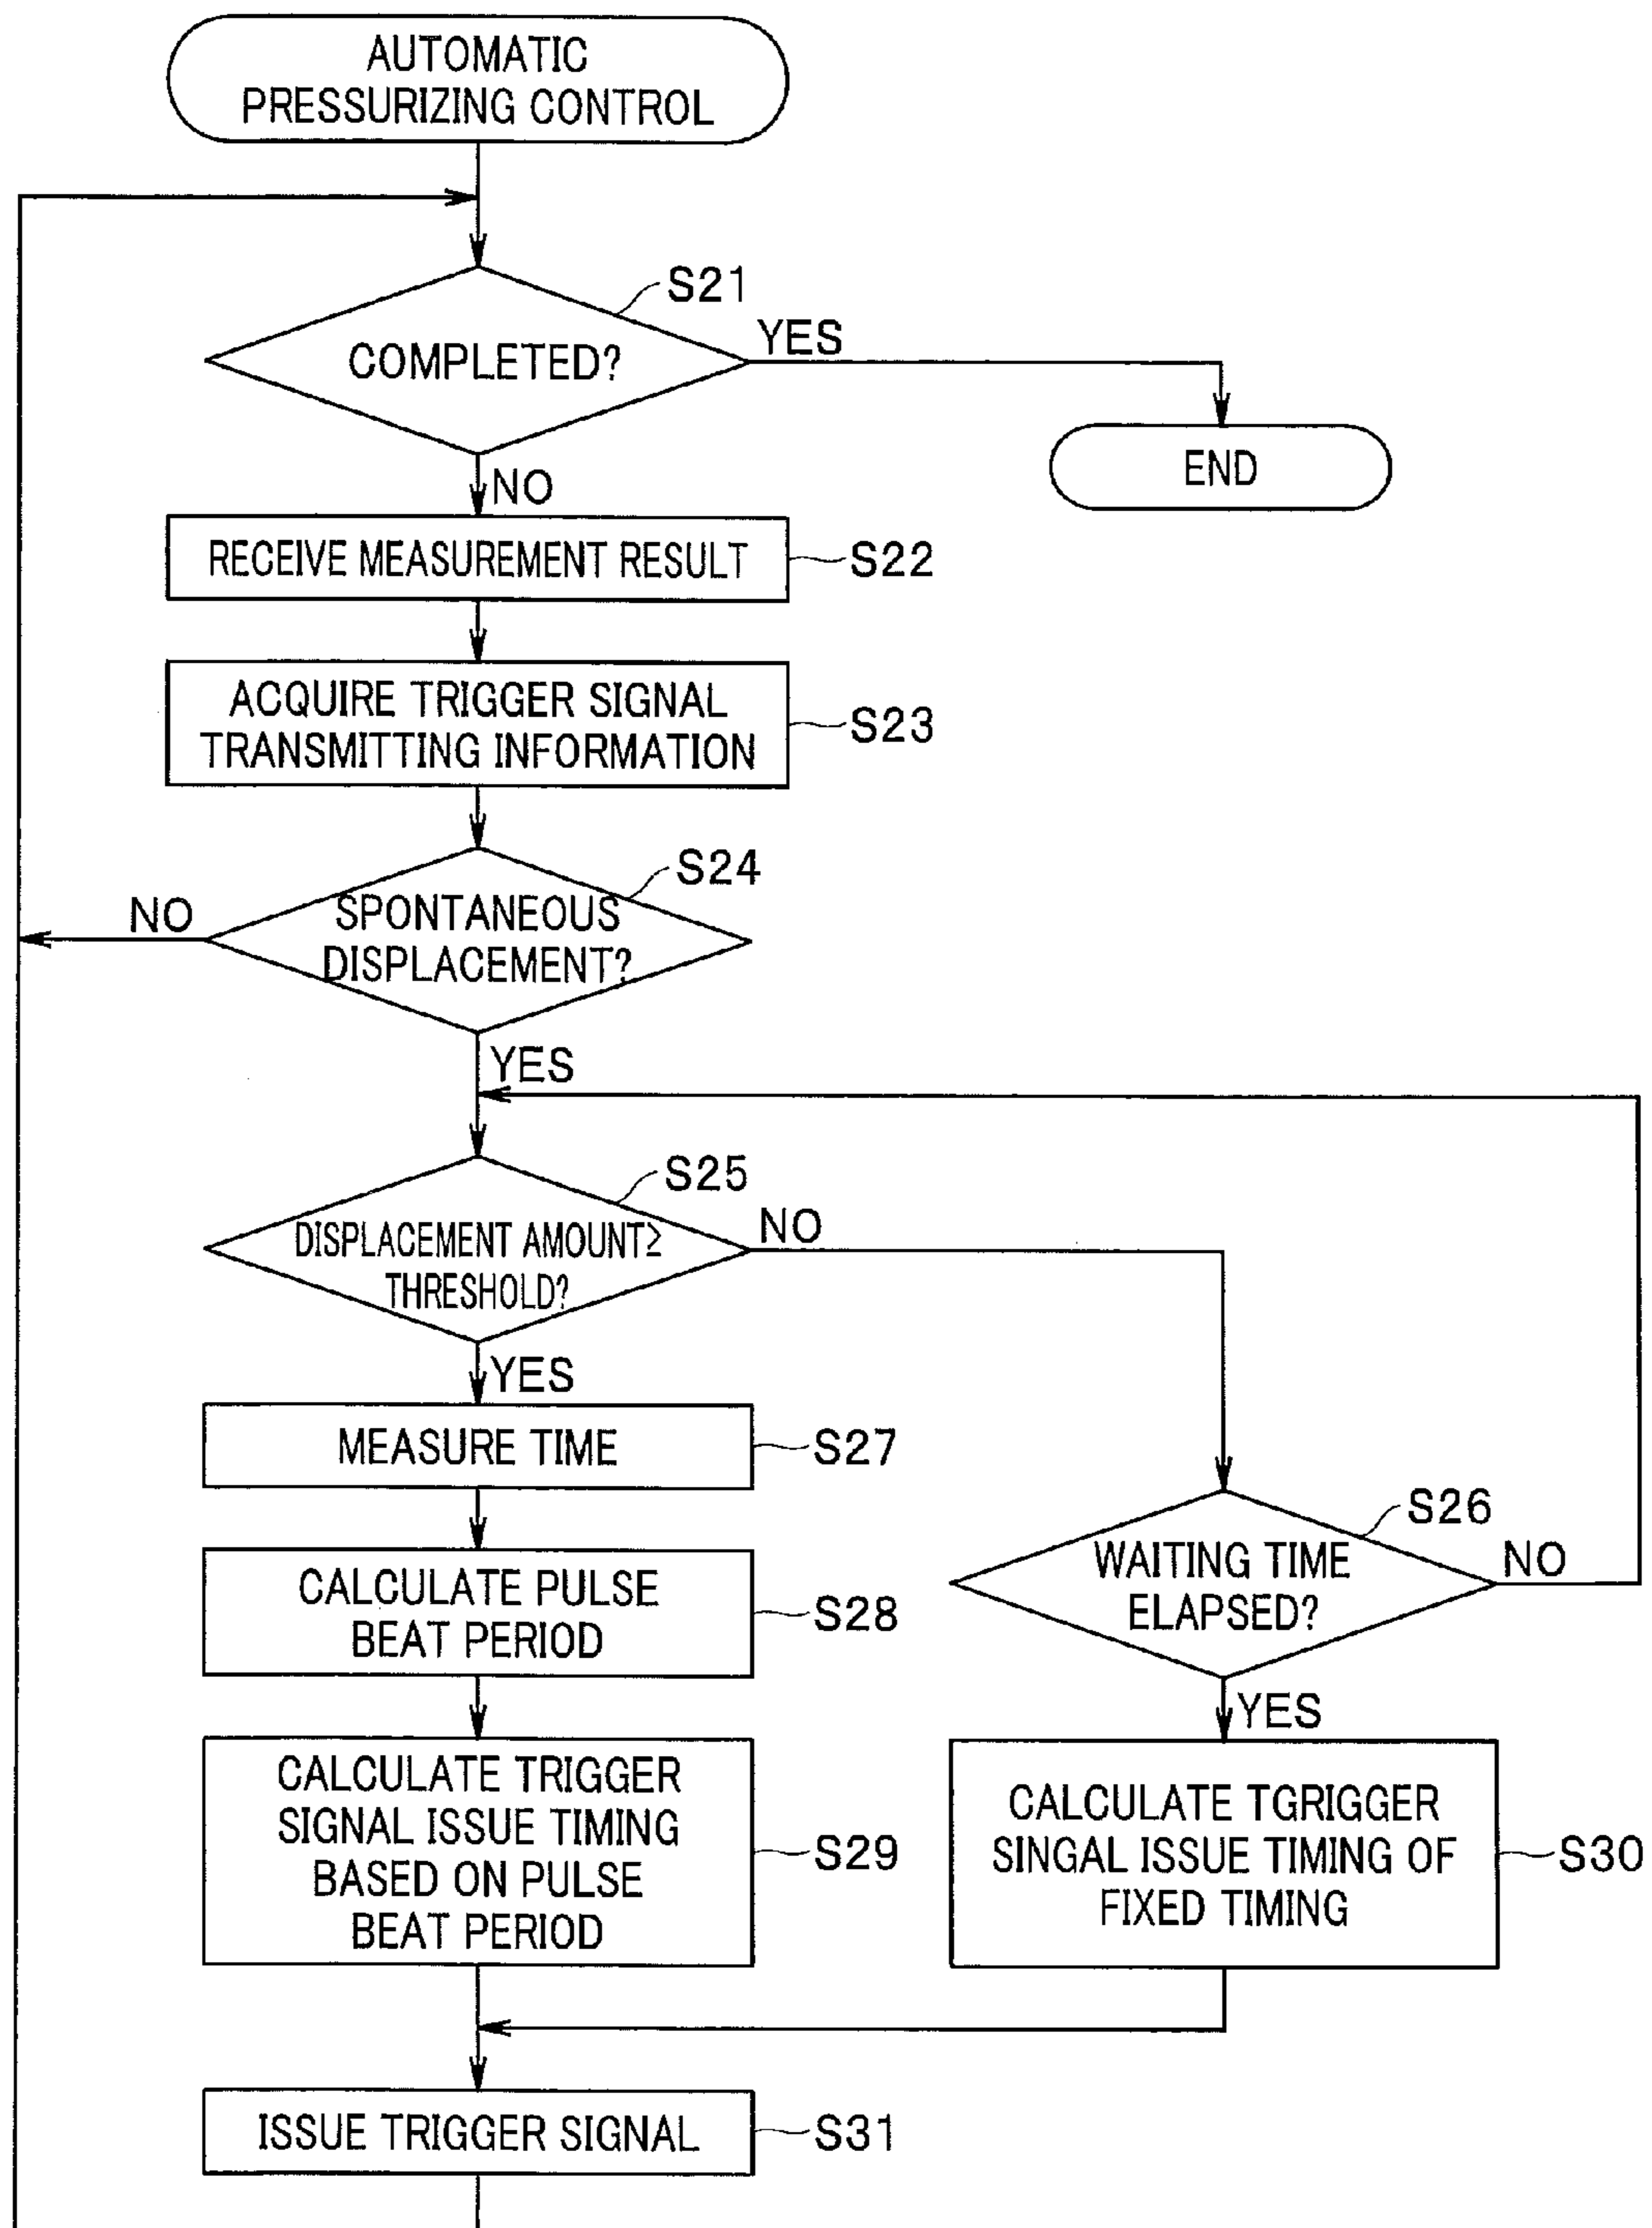 AUTOMATIC
PRESSURIZING CONTROL
S21
COMPLETED?
YES
END
NO
RECEIVE MEASUREMENT RESULT
S22
ACQUIRE TRIGGER SIGNAL
TRANSMITTING INFORMATION
S23
S24
NO
SPONTANEOUS
DISPLACEMENT?
YES
S25
DISPLACEMENT AMOUNT≥
THRESHOLD?
NO
YES
MEASURE TIME
S27
S26
WAITING TIME
ELAPSED?
NO
CALCULATE PULSE
BEAT PERIOD
S28
YES
CALCULATE TRIGGER
SIGNAL ISSUE TIMING
BASED ON PULSE
BEAT PERIOD
S29
CALCULATE TGRIGGER
SINGAL ISSUE TIMING OF
FIXED TIMING
S30
ISSUE TRIGGER SIGNAL
S31